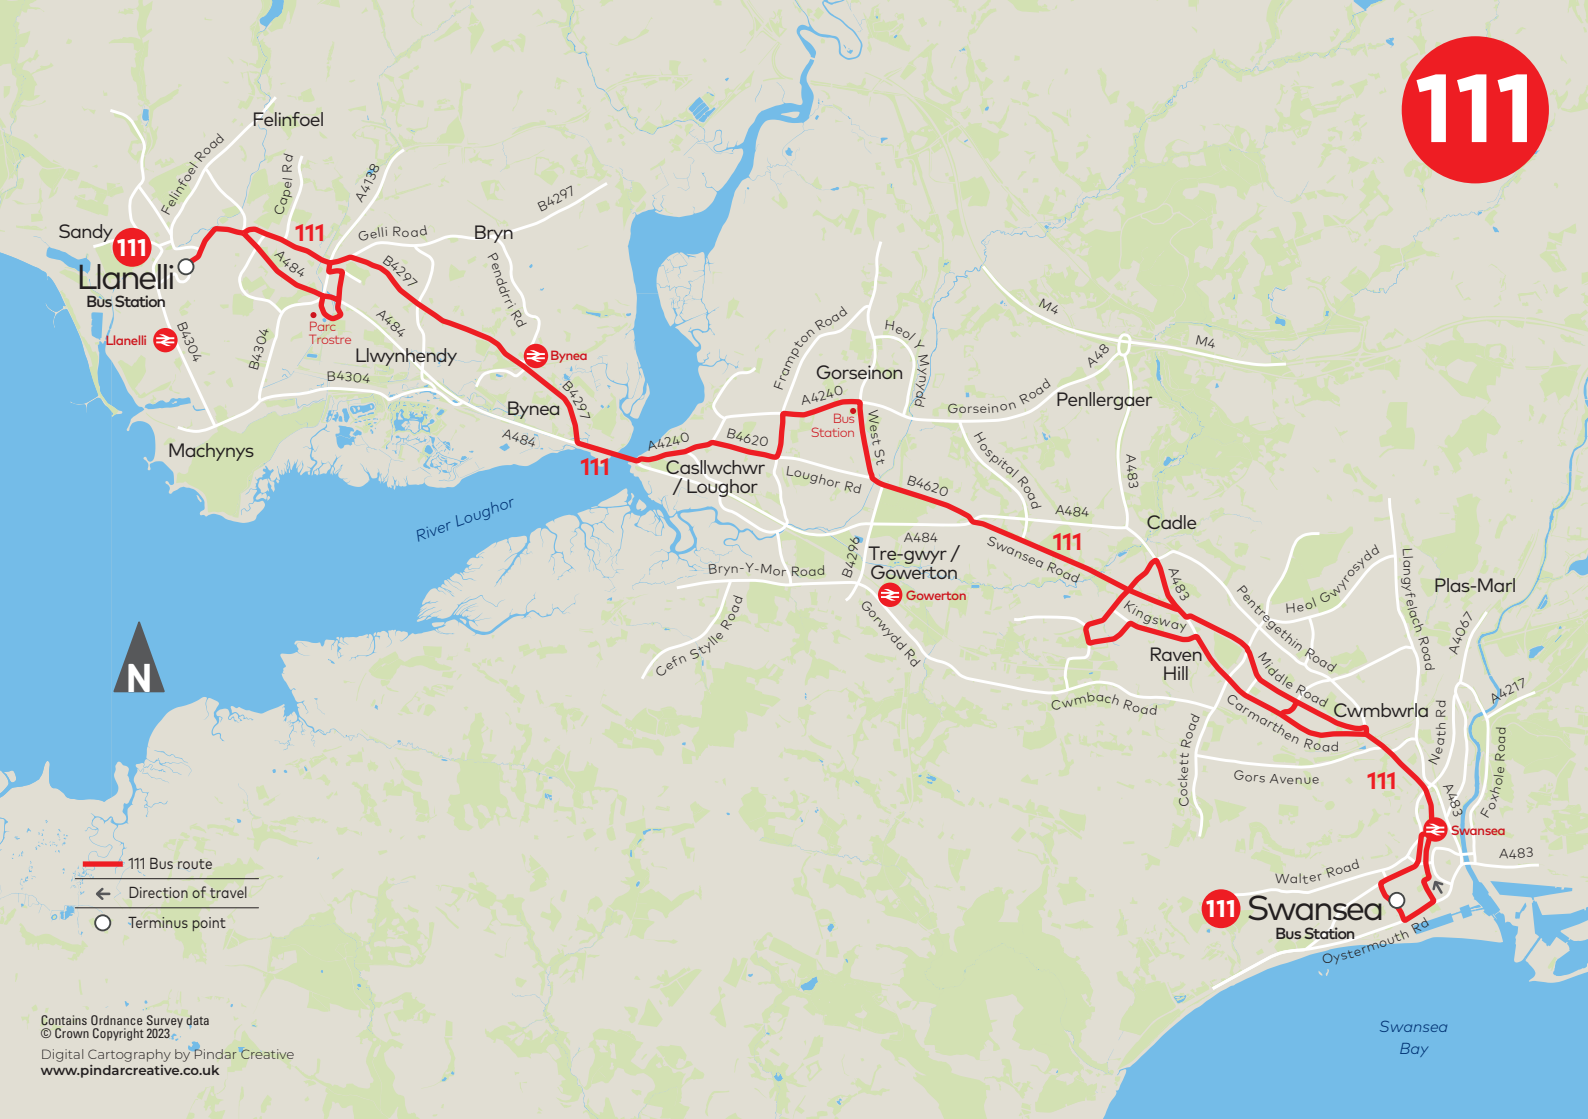 111
Felinfoel
Felinfoel Road
Capel Rd
A4138
B4297
Sandy
111
111
Gelli Road
Bryn
Llanelli
Bus Station
A484
B4297
Penddrri Rd
M4
M4
Parc
Trostre
Llanelli
B4304
B4304
A484
Llwynhendy
Bynea
B4304
B4297
Bynea
A484
Machynys
111
River Loughor
Frampton Road
Heol Y Mynydd
A48
Gorseinon
A4240
Bus
Station
West St
Gorseinon Road
Penllergaer
A4240
B4620
Casllwchwr
/ Loughor
Loughor Rd
B4620
Hospital Road
A483
A484
Cadle
A484
111
Swansea Road
B4296
Tre-gwyr /
Gowerton
Gowerton
Bryn-Y-Mor Road
Cefn Stylle Road
Gorwydd Rd
A483
Kingsway
Raven
Hill
Pentregethin Road
Heol Gwyrosydd
Llangyfelach Road
Plas-Marl
A4067
A4217
Middle Road
Cwmbwrla
Cwmbach Road
Carmarthen Road
Cockett Road
Neath Rd
Foxhole Road
Gors Avenue
111
A483
Swansea
A483
Walter Road
111
Swansea
Bus Station
Oystermouth Rd
Swansea
Bay
N
111 Bus route
Direction of travel
Terminus point
Contains Ordnance Survey data
© Crown Copyright 2023
Digital Cartography by Pindar Creative
www.pindarcreative.co.uk